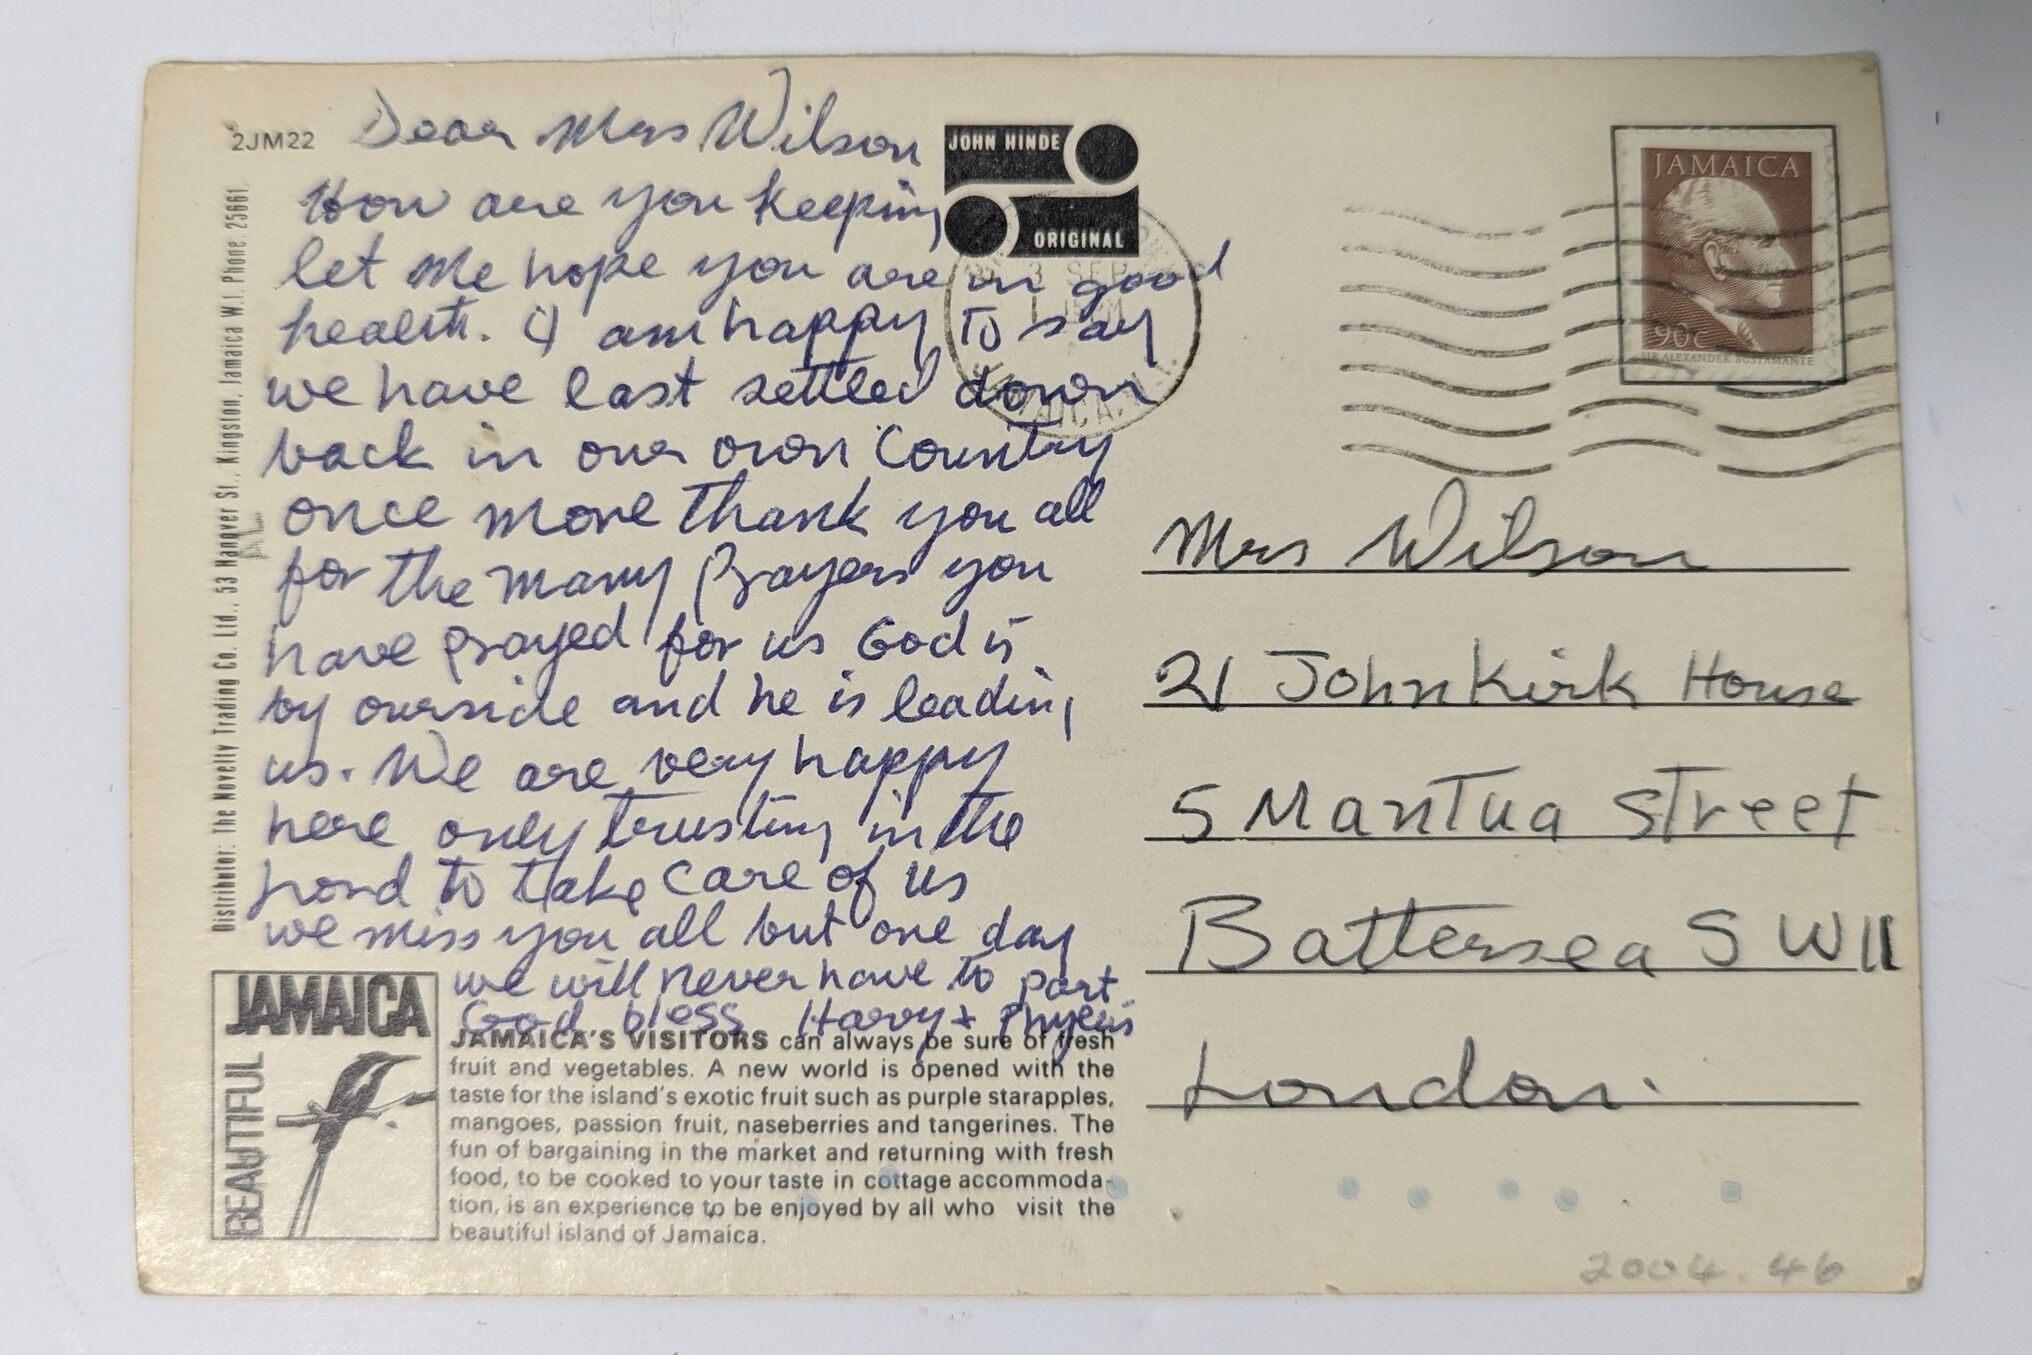 2JM22
Dear Mrs Wilson
How are you keeping
let me hope you are in good
health. I am happy to say
we have last settled down
back in our own Country
once more thank you all
for the many Prayers you
have prayed for us God is
by ourside and he is leading
us. We are very happy
here only trusting in the
Lord to take care of us
we miss you all but one day
we will never have to part.
God bless Harry + Phyllis
Distributor: The Novelty Trading Co. Ltd., 53 Hanover St., Kingston, Jamaica W.I. Phone: 25661.
JOHN HINDE
ORIGINAL
SEP
JAMAICA
90c
SIR ALEXANDER BUSTAMANTE
Mrs Wilson
21 John Kirk House
5 Mantua Street
Battersea SW11
London.
JAMAICA
BEAUTIFUL
JAMAICA'S VISITORS can always be sure of fresh
fruit and vegetables. A new world is opened with the
taste for the island's exotic fruit such as purple starapples,
mangoes, passion fruit, naseberries and tangerines. The
fun of bargaining in the market and returning with fresh
food, to be cooked to your taste in cottage accommoda-
tion, is an experience to be enjoyed by all who visit the
beautiful island of Jamaica.
2004.46